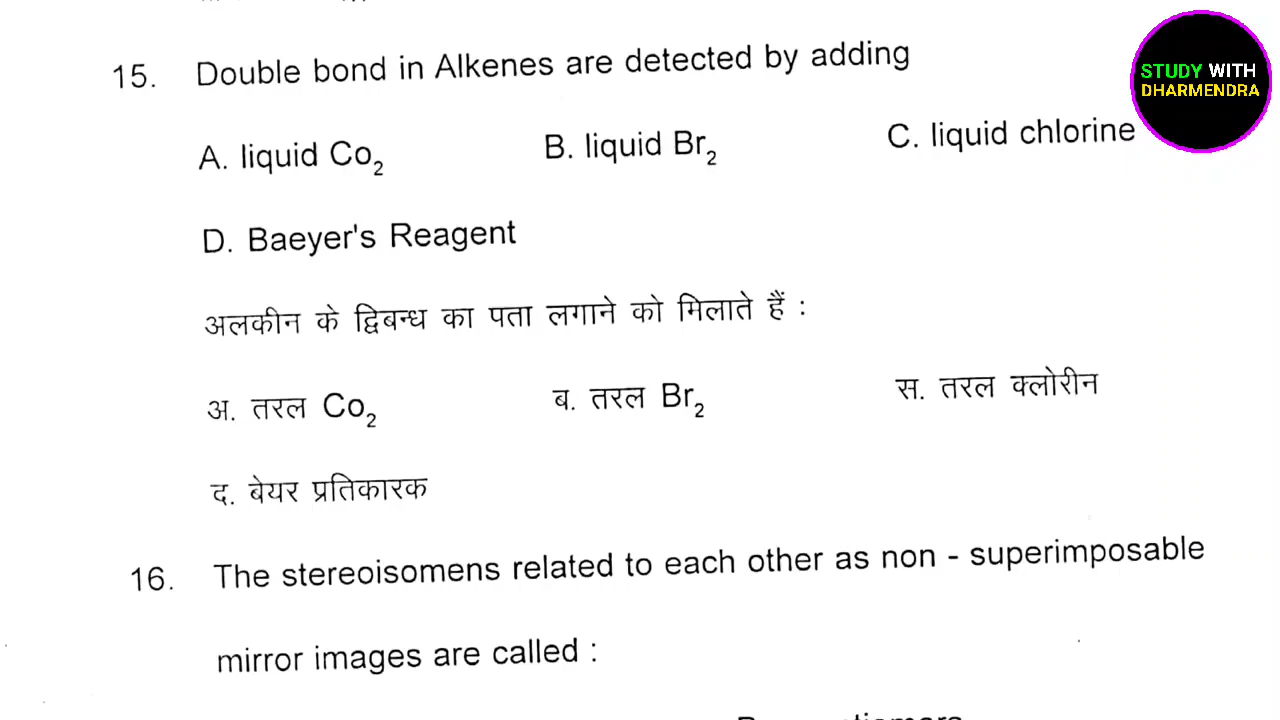 STUDY WITH
DHARMENDRA
15. Double bond in Alkenes are detected by adding
A. liquid Co₂ B. liquid Br₂ C. liquid chlorine
D. Baeyer's Reagent
अलकीन के द्विबन्ध का पता लगाने को मिलाते हैं :
अ. तरल Co₂ ब. तरल Br₂ स. तरल क्लोरीन
द. बेयर प्रतिकारक
16. The stereoisomens related to each other as non - superimposable
mirror images are called :